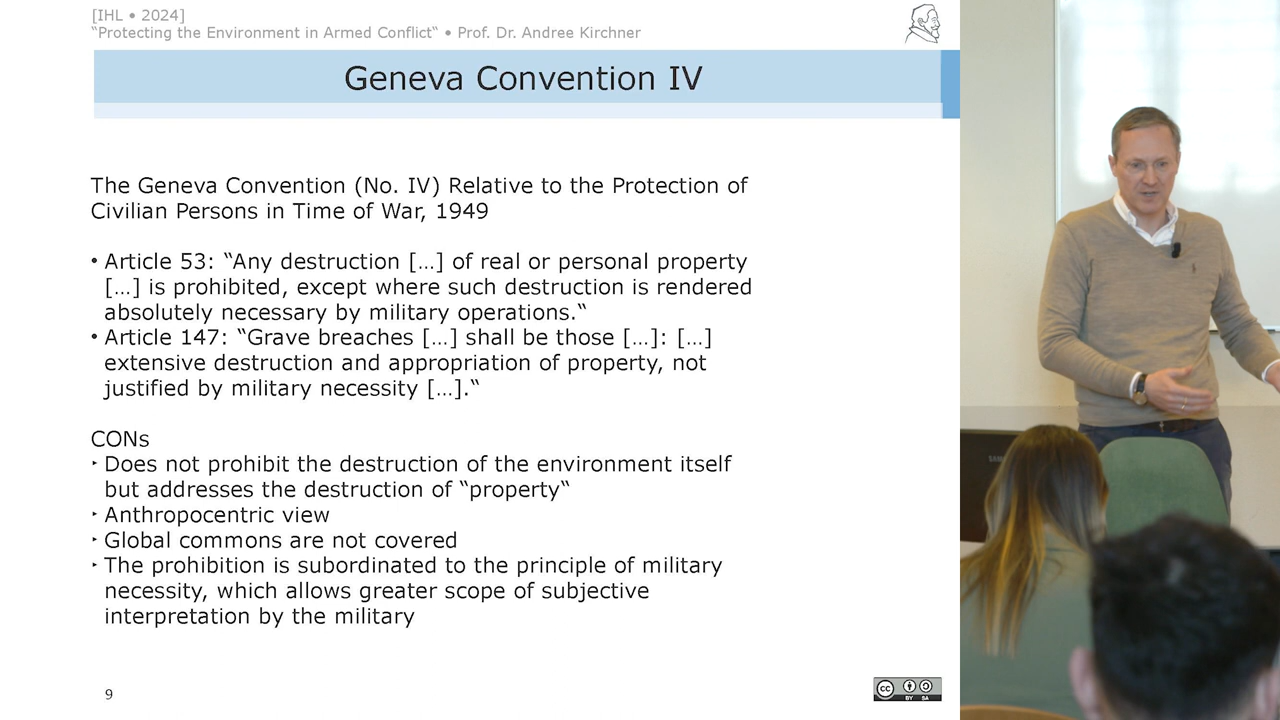 [IHL • 2024]
“Protecting the Environment in Armed Conflict“ • Prof. Dr. Andree Kirchner
Geneva Convention IV
The Geneva Convention (No. IV) Relative to the Protection of
Civilian Persons in Time of War, 1949
• Article 53: “Any destruction […] of real or personal property
[…] is prohibited, except where such destruction is rendered
absolutely necessary by military operations.“
• Article 147: “Grave breaches […] shall be those […]: […]
extensive destruction and appropriation of property, not
justified by military necessity […].“
CONs
‣ Does not prohibit the destruction of the environment itself
but addresses the destruction of “property“
‣ Anthropocentric view
‣ Global commons are not covered
‣ The prohibition is subordinated to the principle of military
necessity, which allows greater scope of subjective
interpretation by the military
9
cc
BY SA